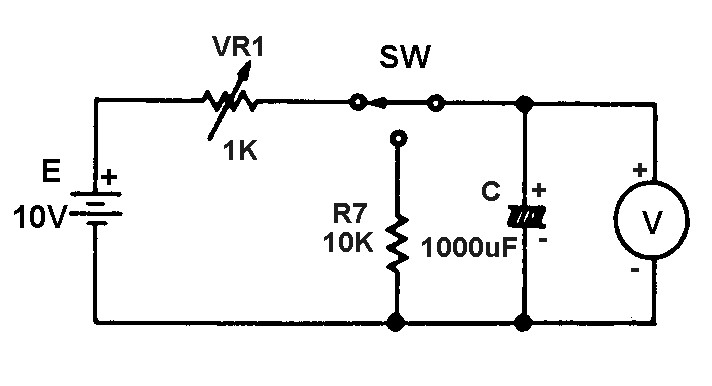 VR1
SW
1K
E
+
10V
R7
10K
C
+
1000uF
-
+
V
-